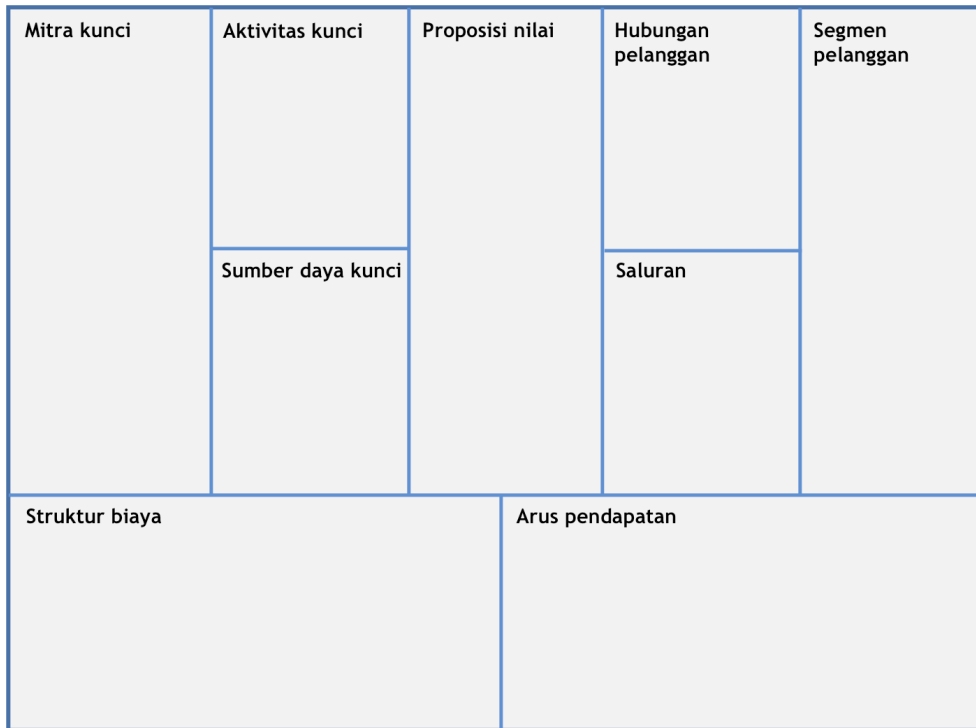 Mitra kunci
Aktivitas kunci
Sumber daya kunci
Proposisi nilai
Hubungan
pelanggan
Saluran
Segmen
pelanggan
Struktur biaya
Arus pendapatan